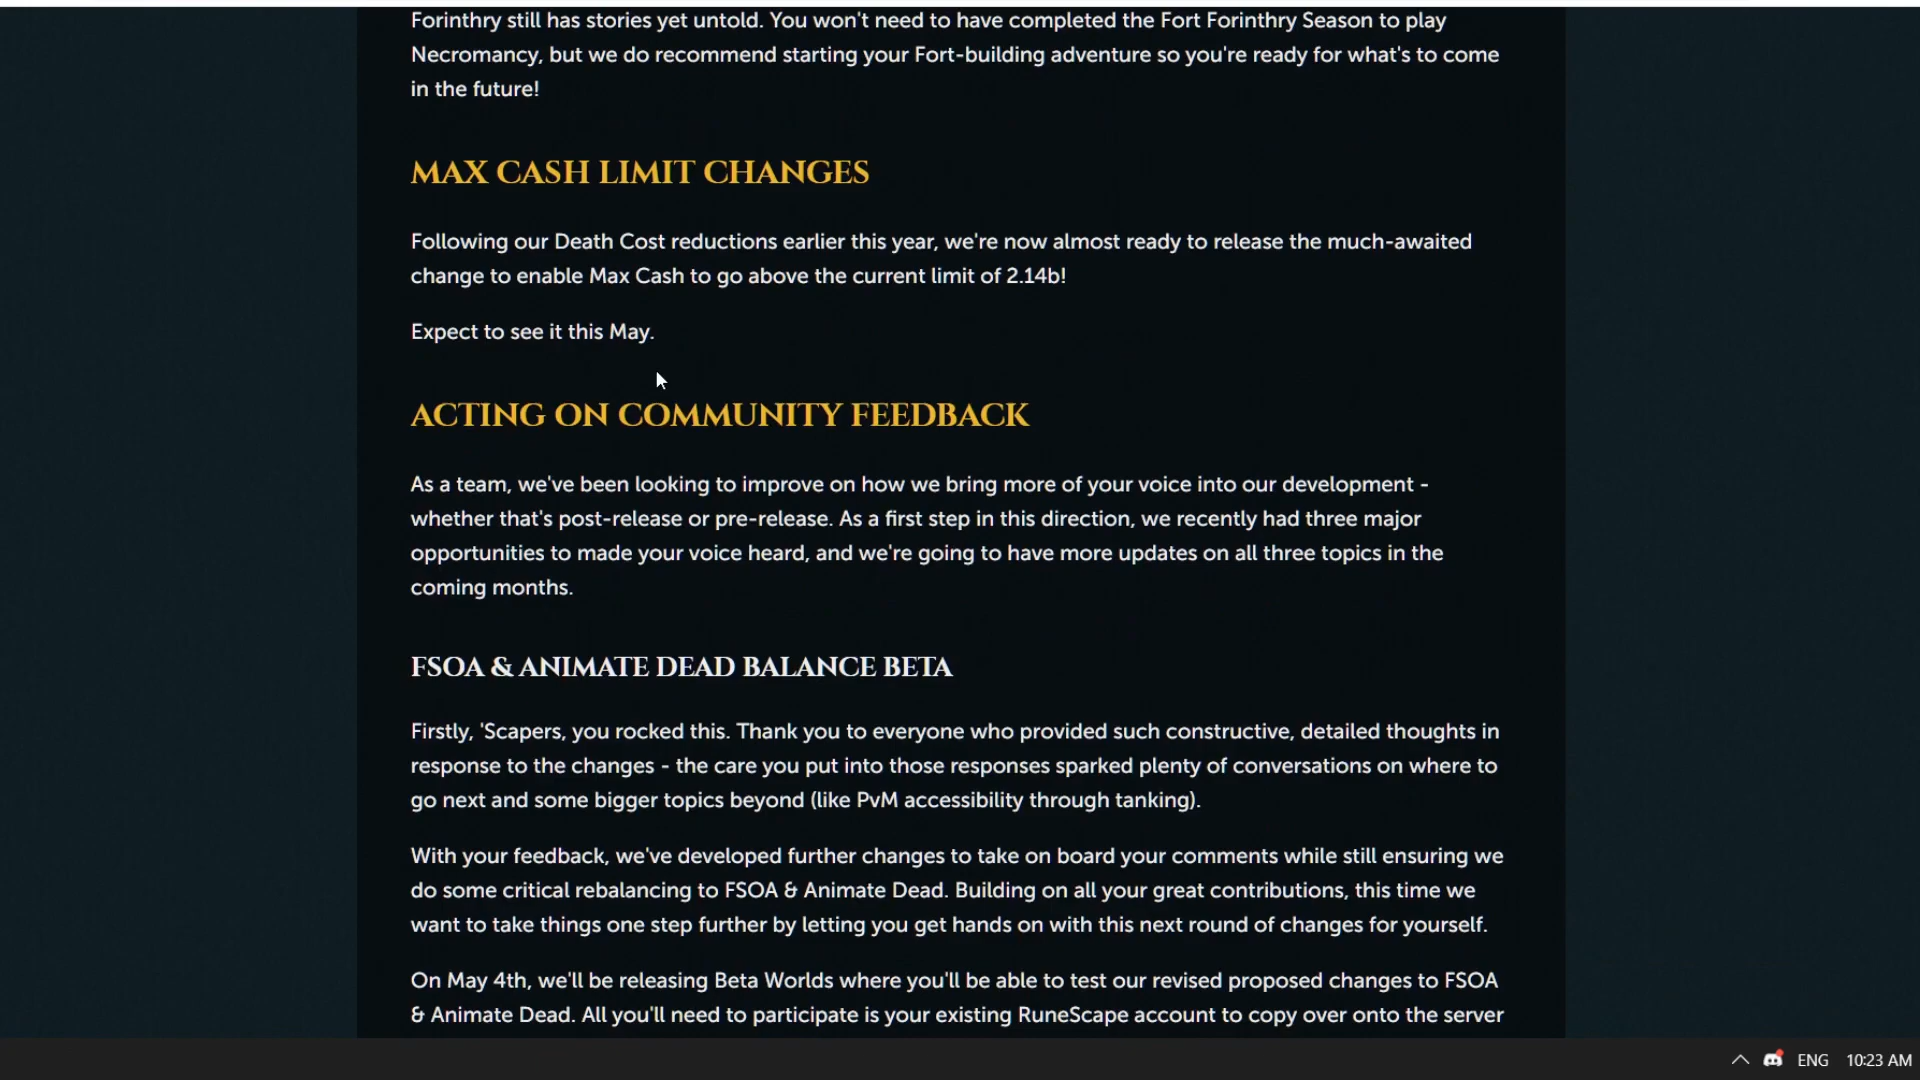 Forinthry still has stories yet untold. You won't need to have completed the Fort Forinthry Season to play
Necromancy, but we do recommend starting your Fort-building adventure so you're ready for what's to come
in the future!
MAX CASH LIMIT CHANGES
Following our Death Cost reductions earlier this year, we're now almost ready to release the much-awaited
change to enable Max Cash to go above the current limit of 2.14b!
Expect to see it this May.
ACTING ON COMMUNITY FEEDBACK
As a team, we've been looking to improve on how we bring more of your voice into our development -
whether that's post-release or pre-release. As a first step in this direction, we recently had three major
opportunities to made your voice heard, and we're going to have more updates on all three topics in the
coming months.
FSOA & ANIMATE DEAD BALANCE BETA
Firstly, 'Scapers, you rocked this. Thank you to everyone who provided such constructive, detailed thoughts in
response to the changes - the care you put into those responses sparked plenty of conversations on where to
go next and some bigger topics beyond (like PvM accessibility through tanking).
With your feedback, we've developed further changes to take on board your comments while still ensuring we
do some critical rebalancing to FSOA & Animate Dead. Building on all your great contributions, this time we
want to take things one step further by letting you get hands on with this next round of changes for yourself.
On May 4th, we'll be releasing Beta Worlds where you'll be able to test our revised proposed changes to FSOA
& Animate Dead. All you'll need to participate is your existing RuneScape account to copy over onto the server
ENG 10:23 AM